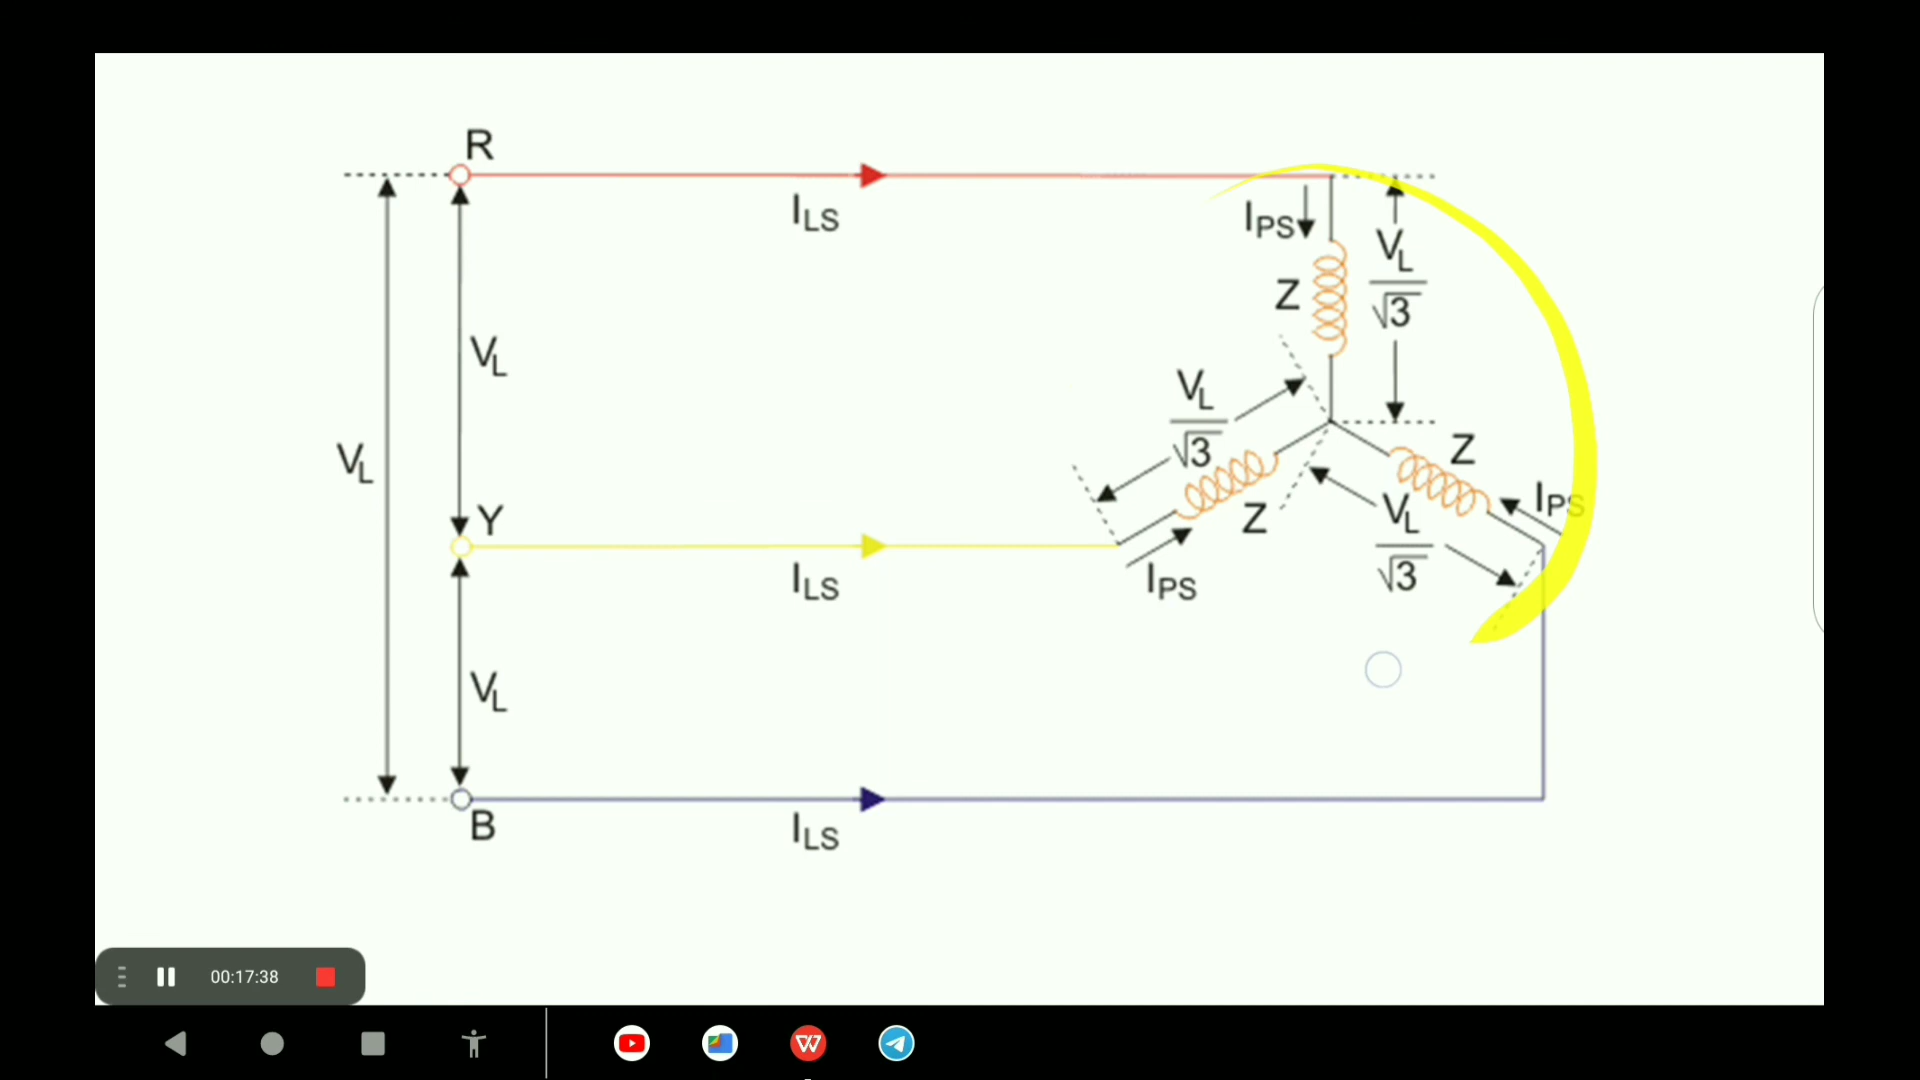 R
I_LS
I_PS
V_L
√3
Z
V_L
V_L
√3
Z
V_L
Y
Z
V_L
√3
I_PS
I_LS
I_PS
V_L
B
I_LS
00:17:38